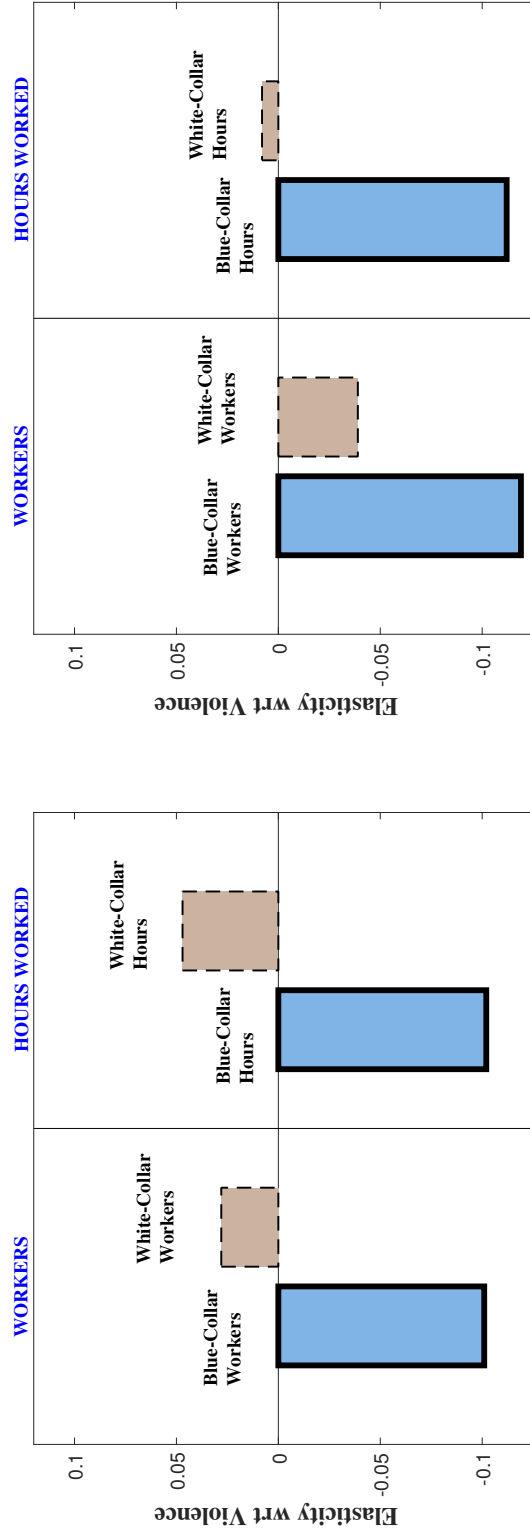 WORKERS
HOURS WORKED
Elasticity wrt Violence
0.1
0.05
0
-0.05
-0.1
Blue-Collar
Workers
White-Collar
Workers
Blue-Collar
Hours
White-Collar
Hours
WORKERS
HOURS WORKED
Elasticity wrt Violence
0.1
0.05
0
-0.05
-0.1
Blue-Collar
Workers
White-Collar
Workers
Blue-Collar
Hours
White-Collar
Hours